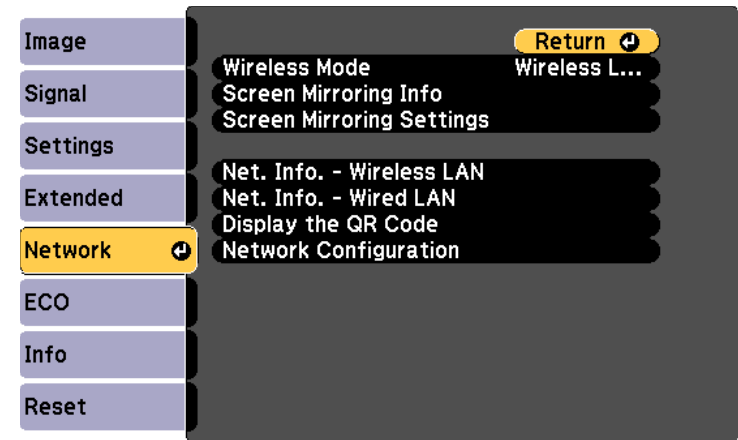 Image
Signal
Settings
Extended
Network
ECO
Info
Reset
Return
Wireless Mode Wireless L...
Screen Mirroring Info
Screen Mirroring Settings
Net. Info. - Wireless LAN
Net. Info. - Wired LAN
Display the QR Code
Network Configuration